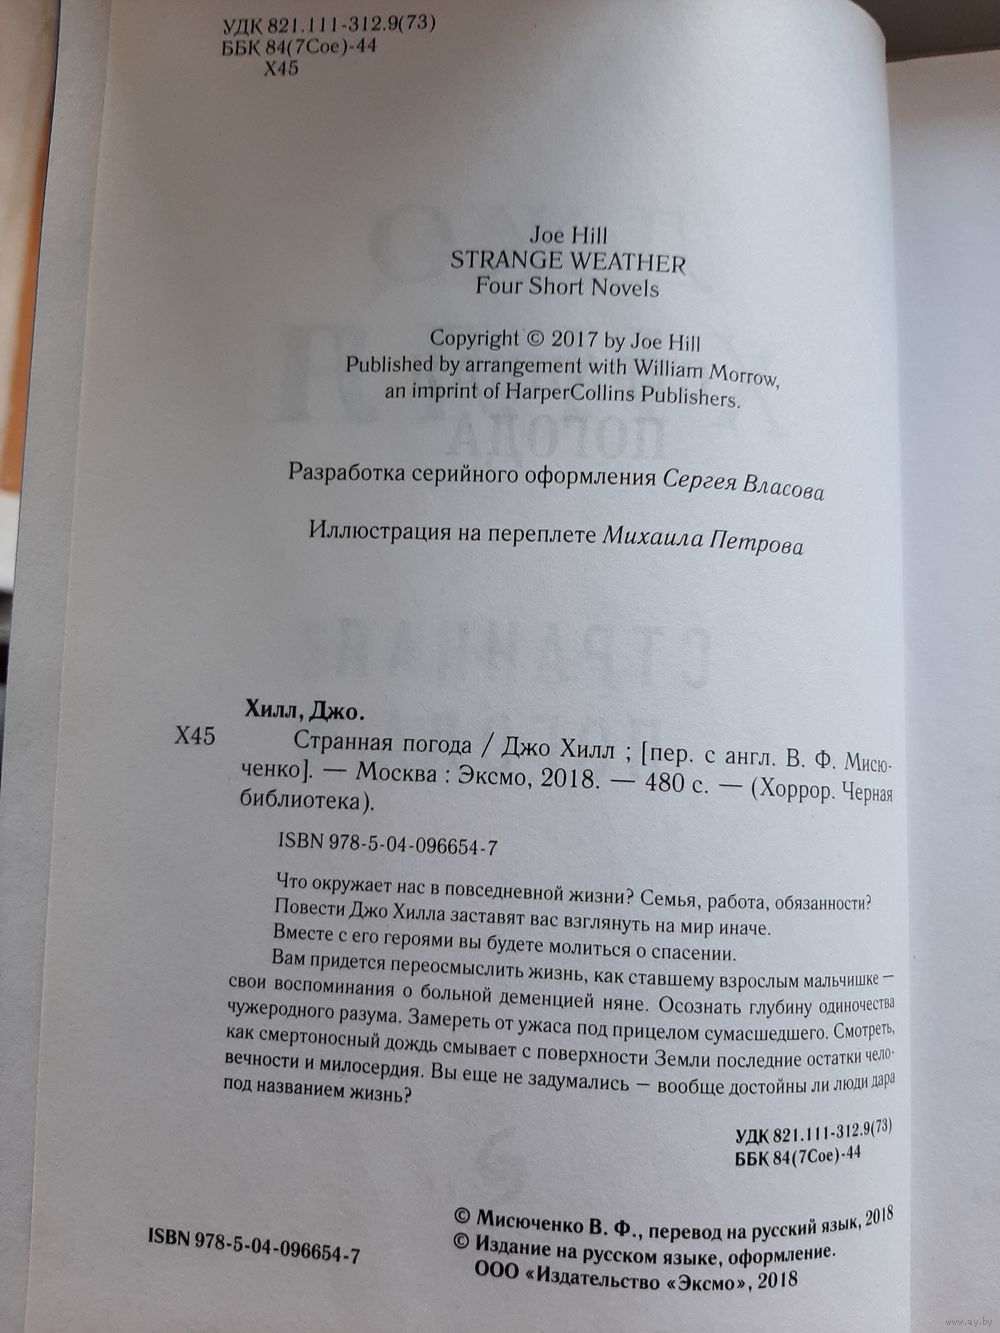 УДК 821.111-312.9(73)
ББК 84(7Сое)-44
Х45
Joe Hill
STRANGE WEATHER
Four Short Novels
Copyright © 2017 by Joe Hill
Published by arrangement with William Morrow,
an imprint of HarperCollins Publishers.
Разработка серийного оформления Сергея Власова
Иллюстрация на переплете Михаила Петрова
Хилл, Джо.
Х45 Странная погода / Джо Хилл ; [пер. с англ. В. Ф. Мисю-
ченко]. — Москва : Эксмо, 2018. — 480 с. — (Хоррор. Черная
библиотека).
ISBN 978-5-04-096654-7
Что окружает нас в повседневной жизни? Семья, работа, обязанности?
Повести Джо Хилла заставят вас взглянуть на мир иначе.
Вместе с его героями вы будете молиться о спасении.
Вам придется переосмыслить жизнь, как ставшему взрослым мальчишке —
свои воспоминания о больной деменцией няне. Осознать глубину одиночества
чужеродного разума. Замереть от ужаса под прицелом сумасшедшего. Смотреть,
как смертоносный дождь смывает с поверхности Земли последние остатки чело-
вечности и милосердия. Вы еще не задумались — вообще достойны ли люди дара
под названием жизнь?
УДК 821.111-312.9(73)
ББК 84(7Сое)-44
© Мисюченко В. Ф., перевод на русский язык, 2018
© Издание на русском языке, оформление.
ООО «Издательство «Эксмо», 2018
ISBN 978-5-04-096654-7
www.ay.by